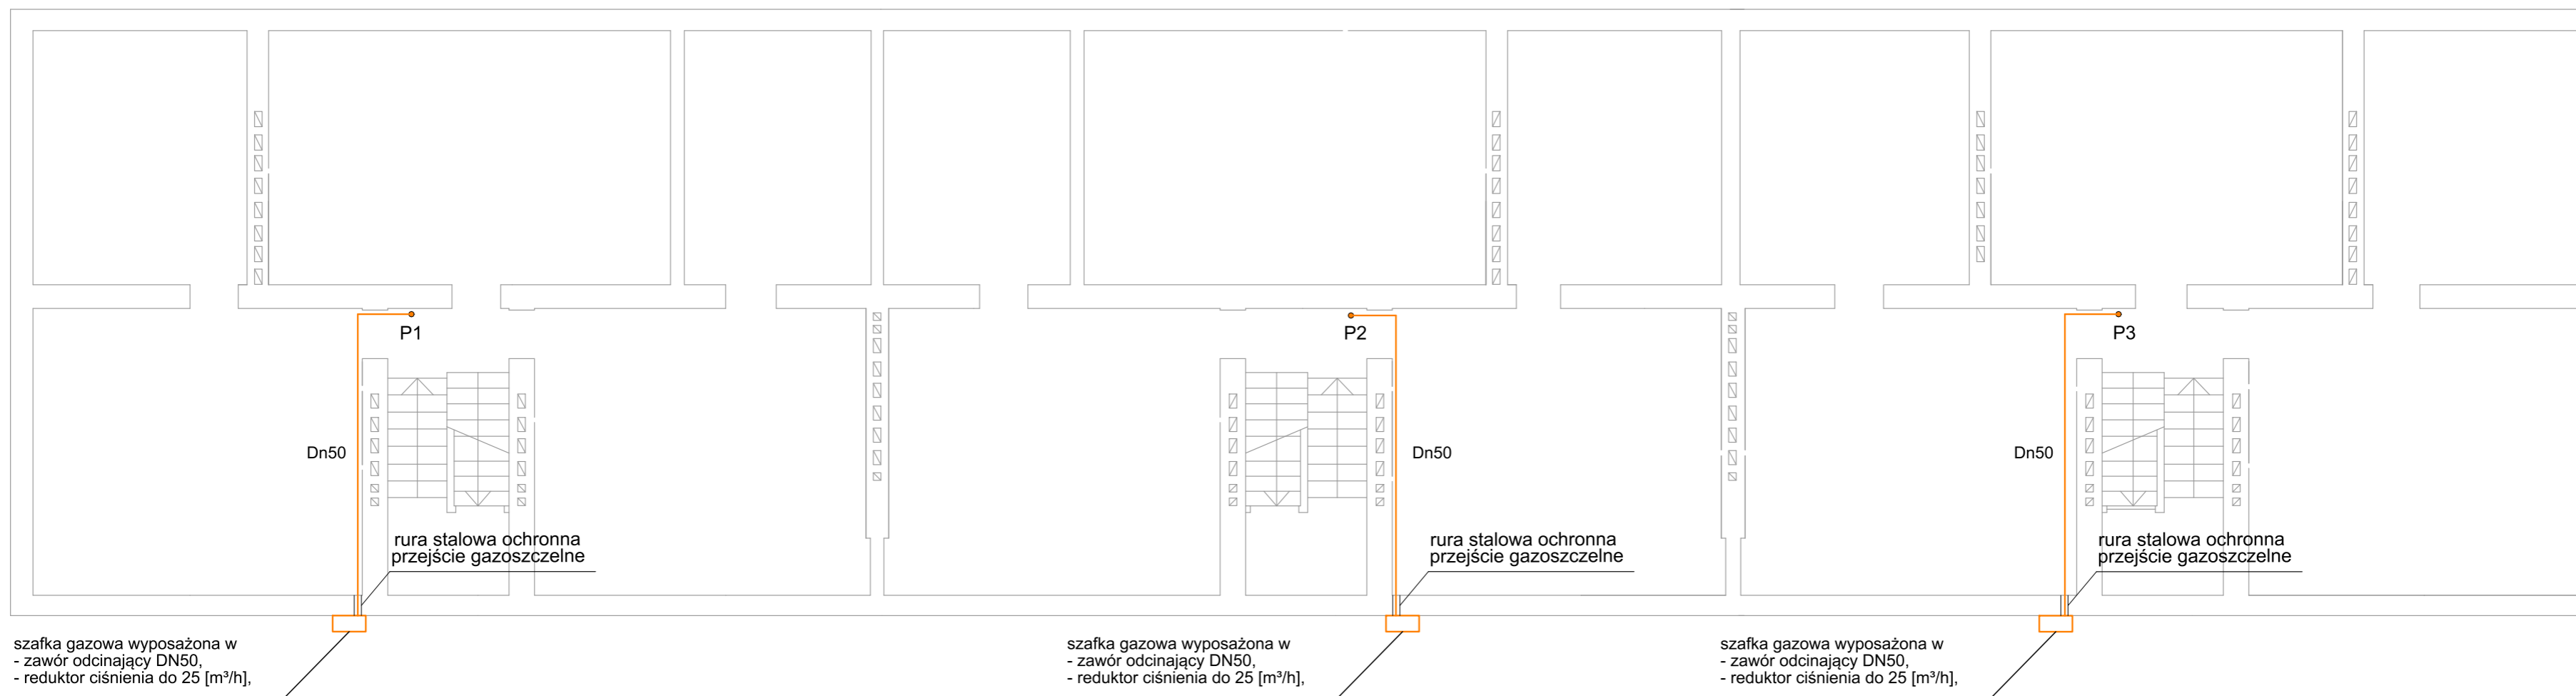 P1
P2
P3
Dn50
Dn50
Dn50
rura stalowa ochronna
przejście gazoszczelne
rura stalowa ochronna
przejście gazoszczelne
rura stalowa ochronna
przejście gazoszczelne
szafka gazowa wyposażona w
- zawór odcinający DN50,
- reduktor ciśnienia do 25 [m³/h],
szafka gazowa wyposażona w
- zawór odcinający DN50,
- reduktor ciśnienia do 25 [m³/h],
szafka gazowa wyposażona w
- zawór odcinający DN50,
- reduktor ciśnienia do 25 [m³/h],